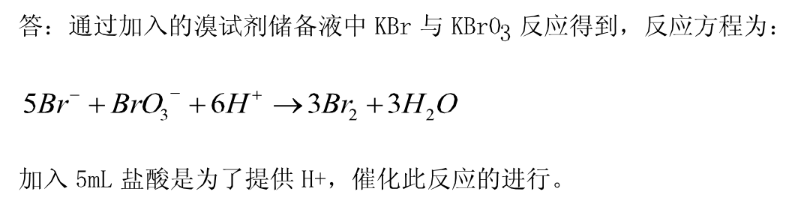 答：通过加入的溴试剂储备液中 KBr 与 KBrO₃ 反应得到，反应方程为：
5Br⁻ + BrO₃⁻ + 6H⁺ → 3Br₂ + 3H₂O
加入 5mL 盐酸是为了提供 H+，催化此反应的进行。